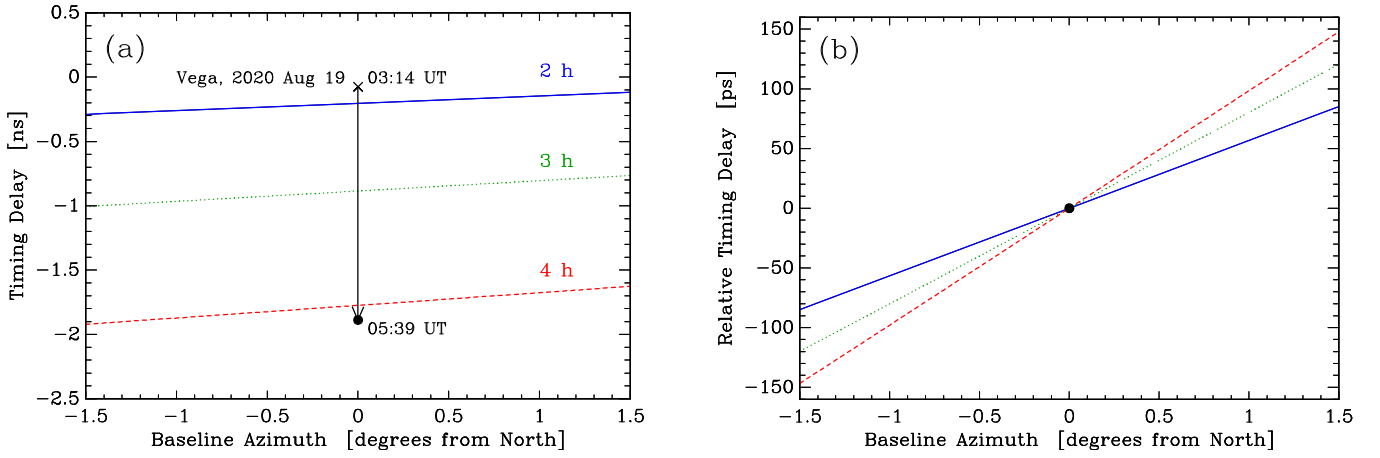 (a)
Vega, 2020 Aug 19
03:14 UT
2 h
3 h
4 h
05:39 UT
0.5
0
−0.5
−1
−1.5
−2
−2.5
Timing Delay [ns]
−1.5 −1 −0.5 0 0.5 1 1.5
Baseline Azimuth [degrees from North]
(b)
150
100
50
0
−50
−100
−150
Relative Timing Delay [ps]
−1.5 −1 −0.5 0 0.5 1 1.5
Baseline Azimuth [degrees from North]